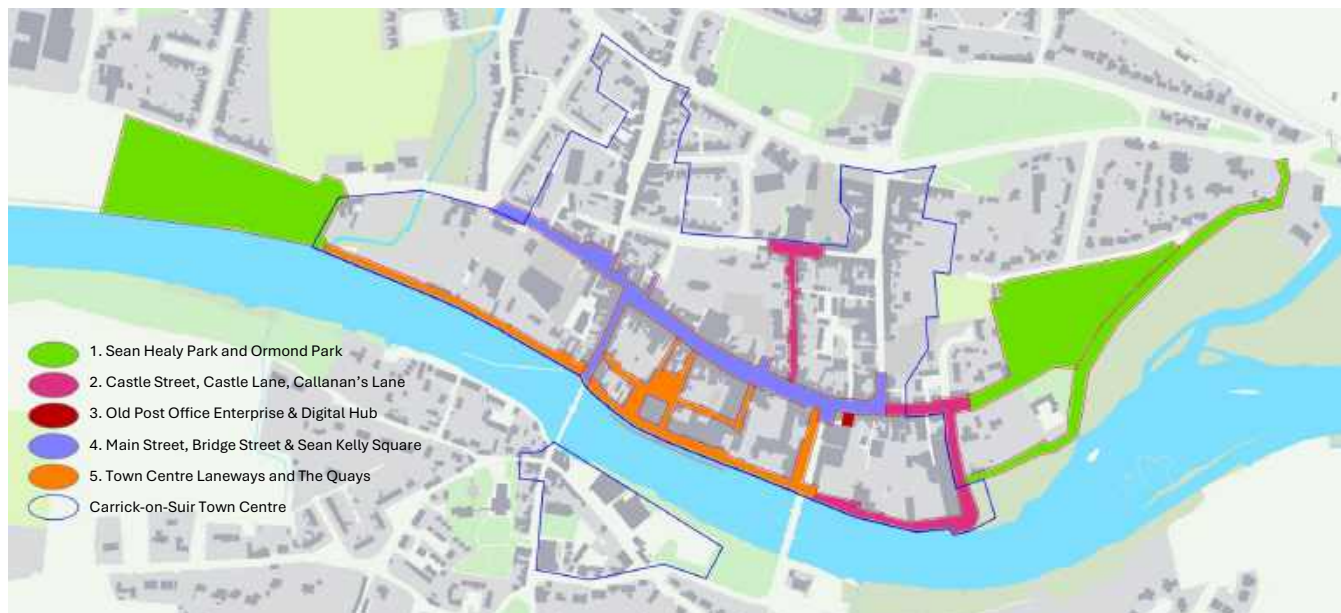 1. Sean Healy Park and Ormond Park
2. Castle Street, Castle Lane, Callanan's Lane
3. Old Post Office Enterprise & Digital Hub
4. Main Street, Bridge Street & Sean Kelly Square
5. Town Centre Laneways and The Quays
Carrick-on-Suir Town Centre